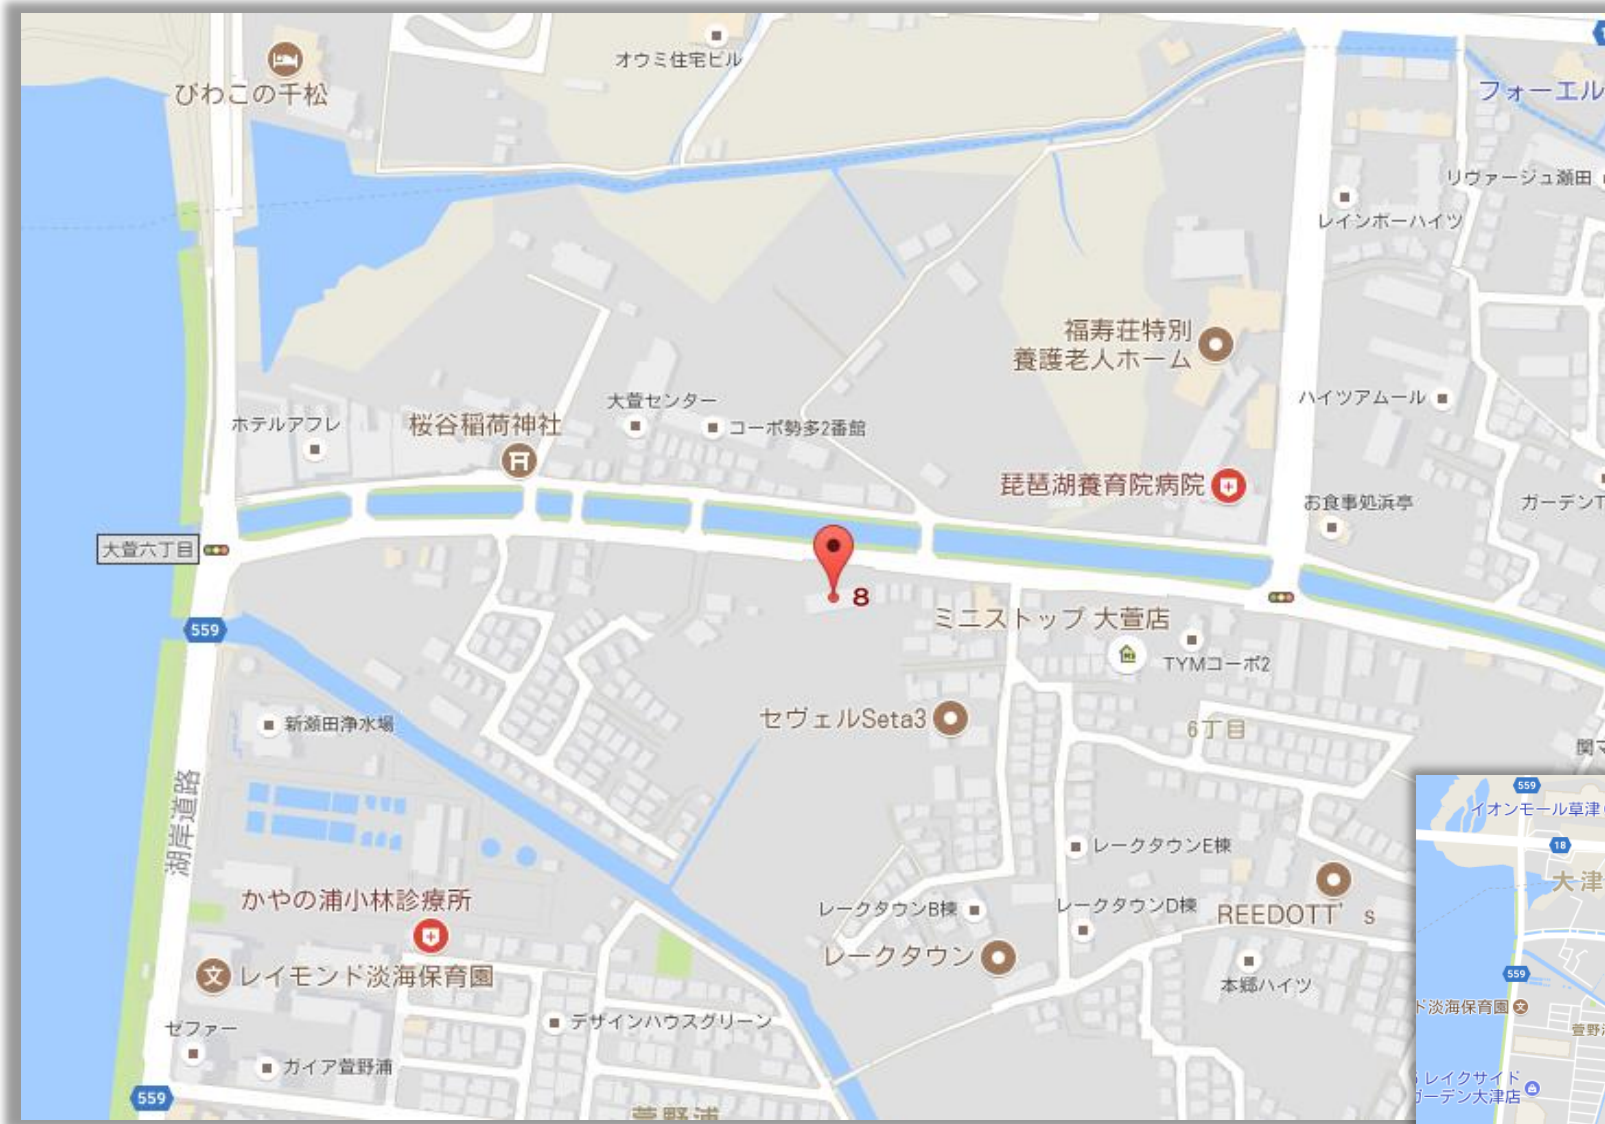 オウミ住宅ビル
びわこの千松
フォーエル
リヴァージュ瀬田
レインボーハイツ
福寿荘特別
養護老人ホーム
ハイツアムール
大萱センター
ホテルアフレ
桜谷稲荷神社
コーポ勢多2番館
琵琶湖養育院病院
お食事処浜亭
ガーデンT
大萱六丁目
8
ミニストップ 大萱店
559
TYMコーポ2
セヴェルSeta3
新瀬田浄水場
6丁目
関マ
湖岸道路
559
イオンモール草津
18
レークタウンE棟
大津
かやの浦小林診療所
レークタウンB棟
レークタウンD棟
REEDOTT's
レークタウン
レイモンド淡海保育園
559
本郷ハイツ
ド淡海保育園
デザインハウスグリーン
ゼファー
萱野
ガイア萱野浦
レイクサイド
ガーデン大津店
559
萱野浦